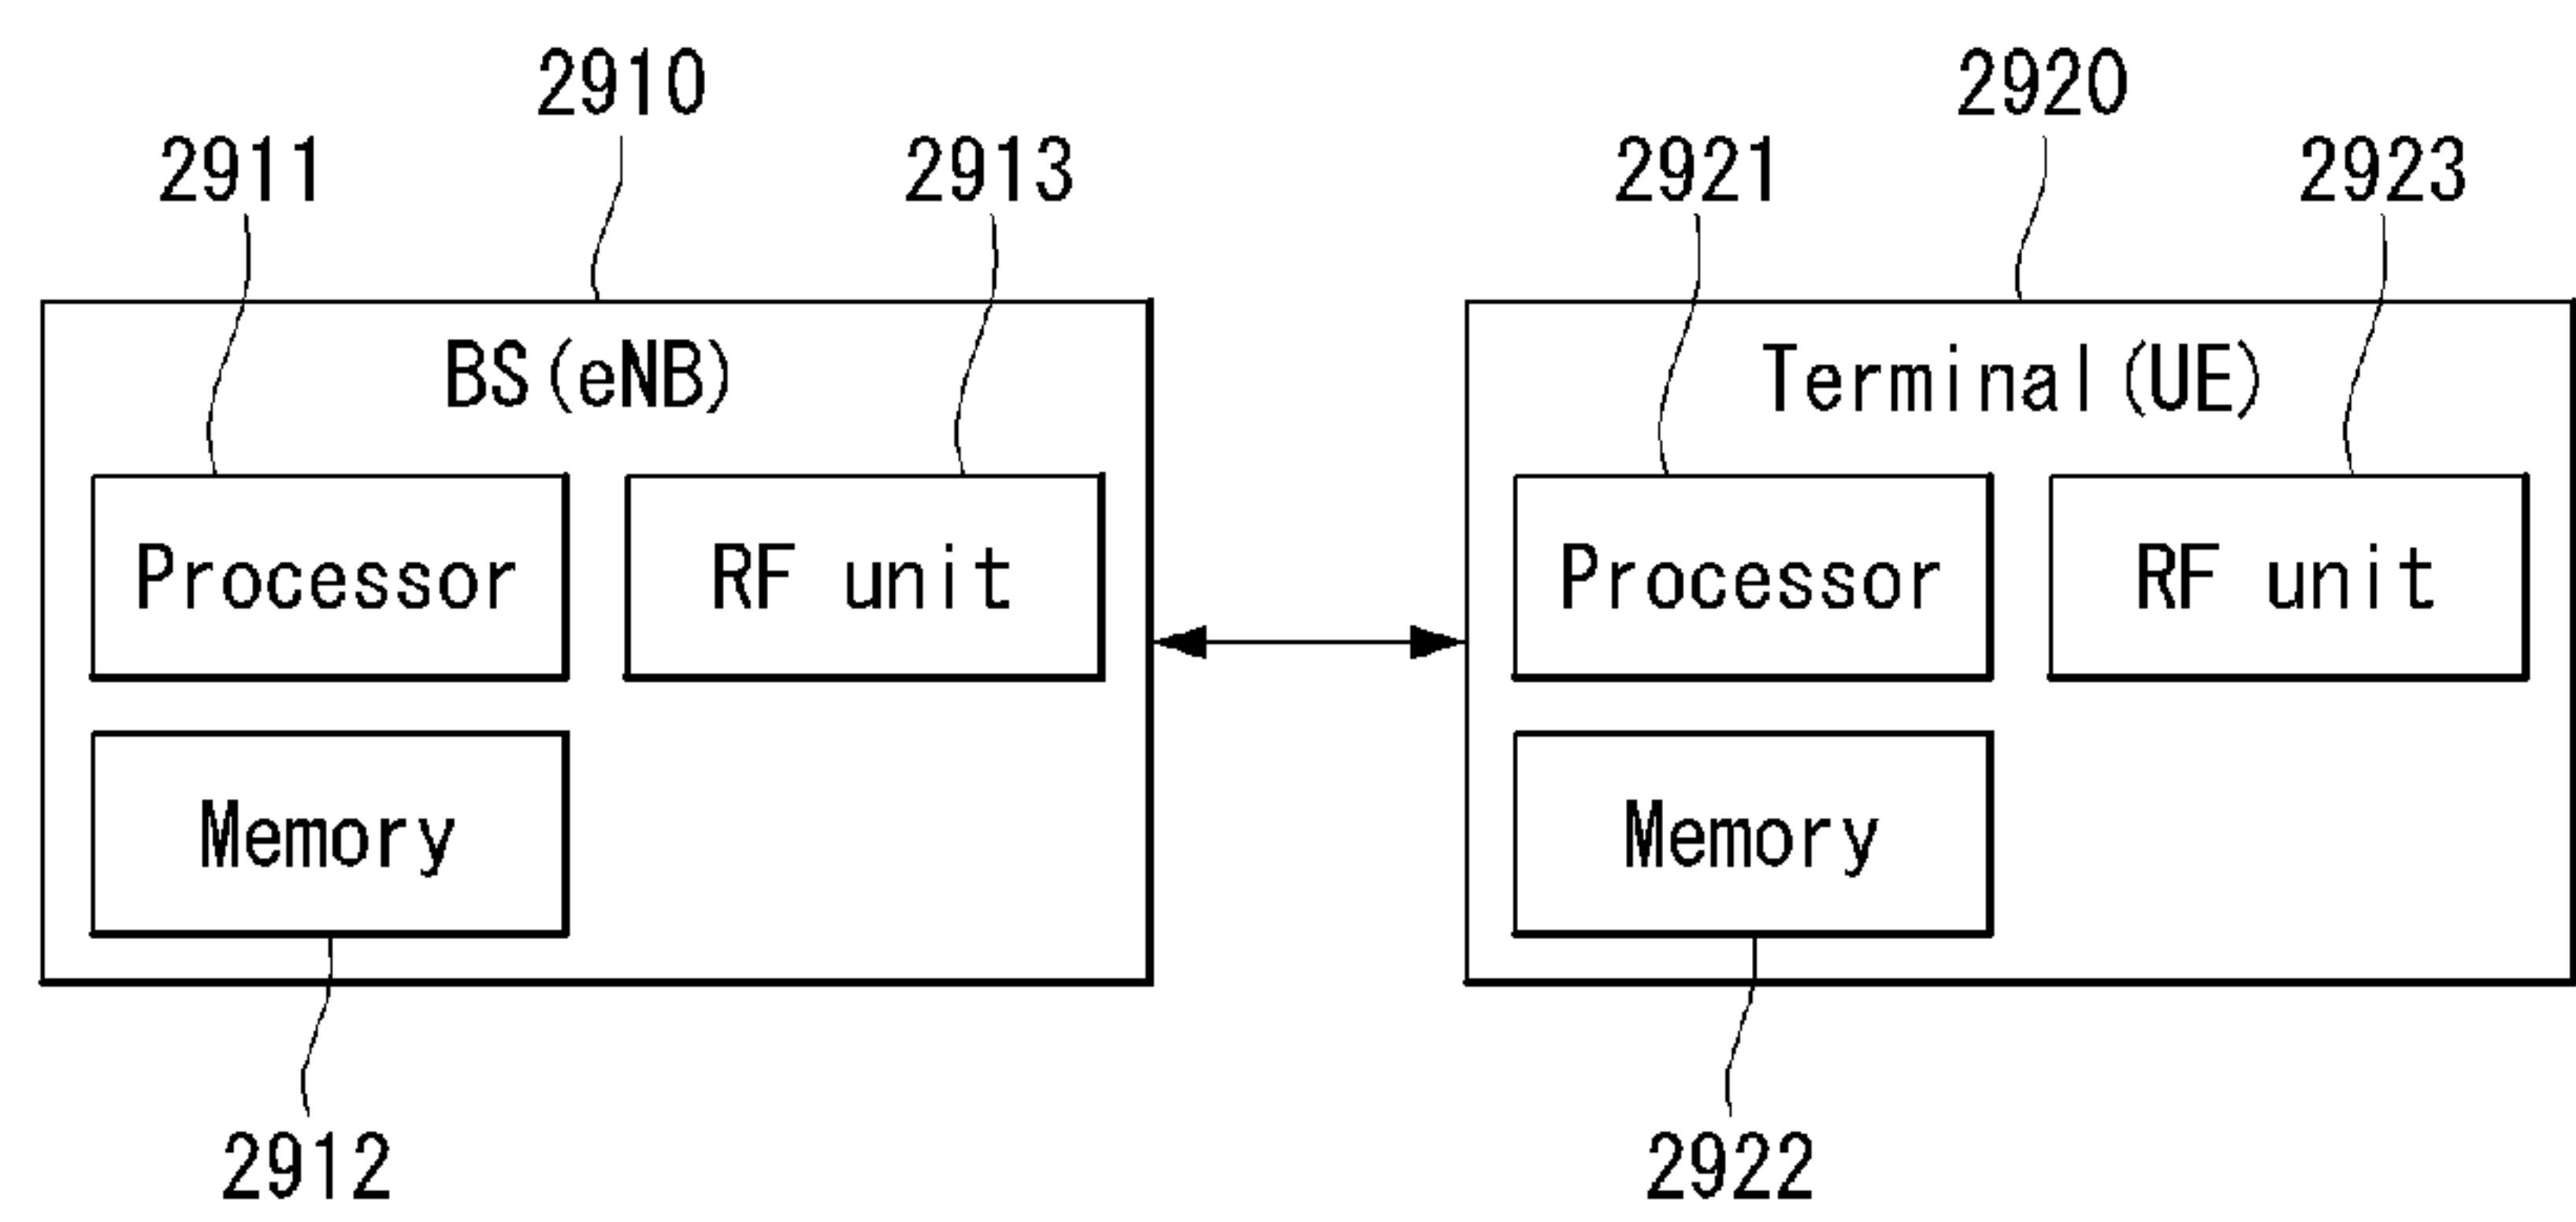 2910
2920
2911
2913
2921
2923
BS(eNB)
Terminal(UE)
Processor
RF unit
Processor
RF unit
Memory
Memory
2912
2922